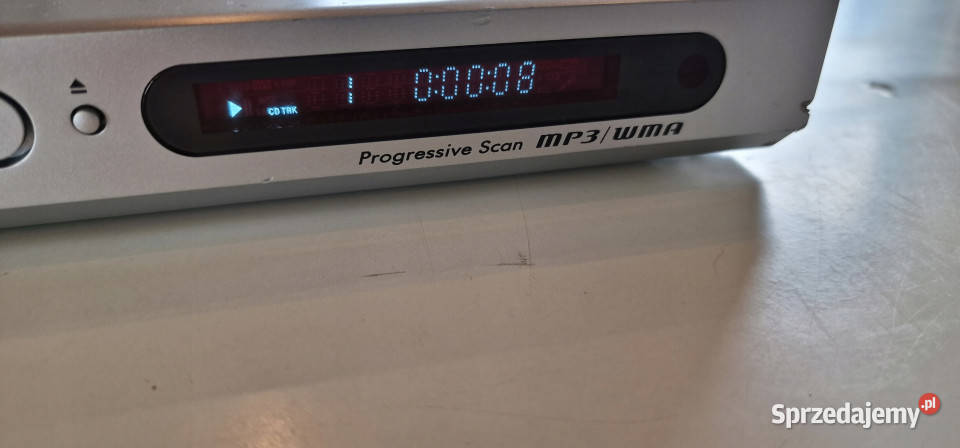 CD TRK 1 0:00:08
Progressive Scan MP3/WMA
Sprzedajemy.pl